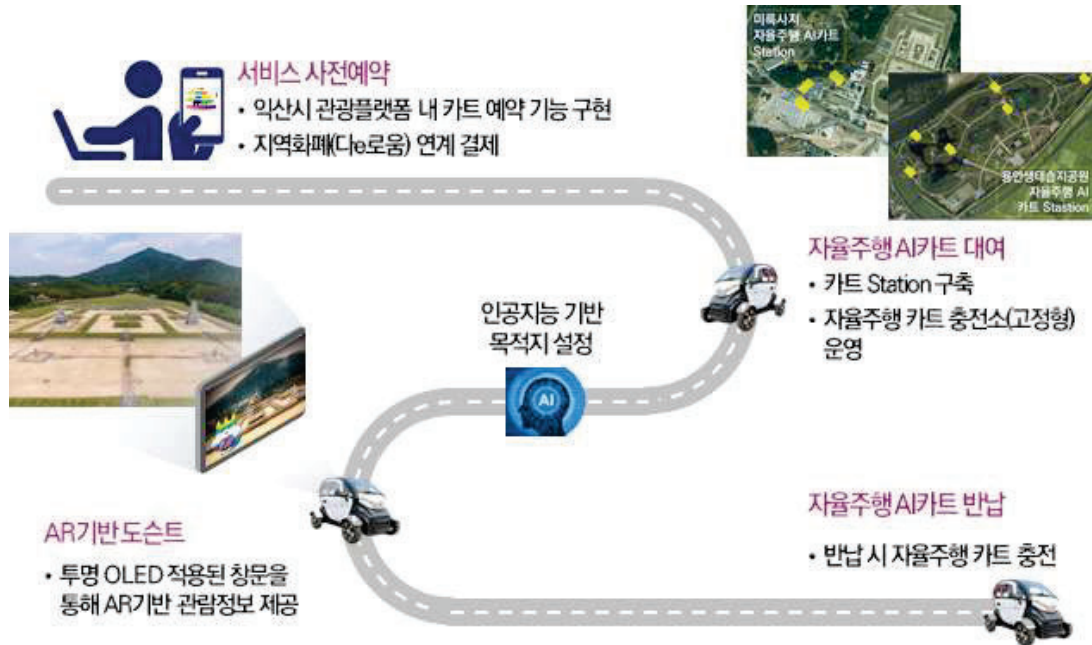 서비스 사전예약
• 익산시 관광플랫폼 내 카트 예약 기능 구현
• 지역화폐(다e로움) 연계 결제
미륵사지
자율주행 AI카트
Station
용안생태습지공원
자율주행 AI
카트 Stastion
자율주행AI카트 대여
• 카트 Station 구축
• 자율주행 카트 충전소(고정형)
운영
인공지능 기반
목적지 설정
AI
AR기반 도슨트
• 투명 OLED 적용된 창문을
통해 AR기반 관람정보 제공
자율주행AI카트 반납
• 반납 시 자율주행 카트 충전